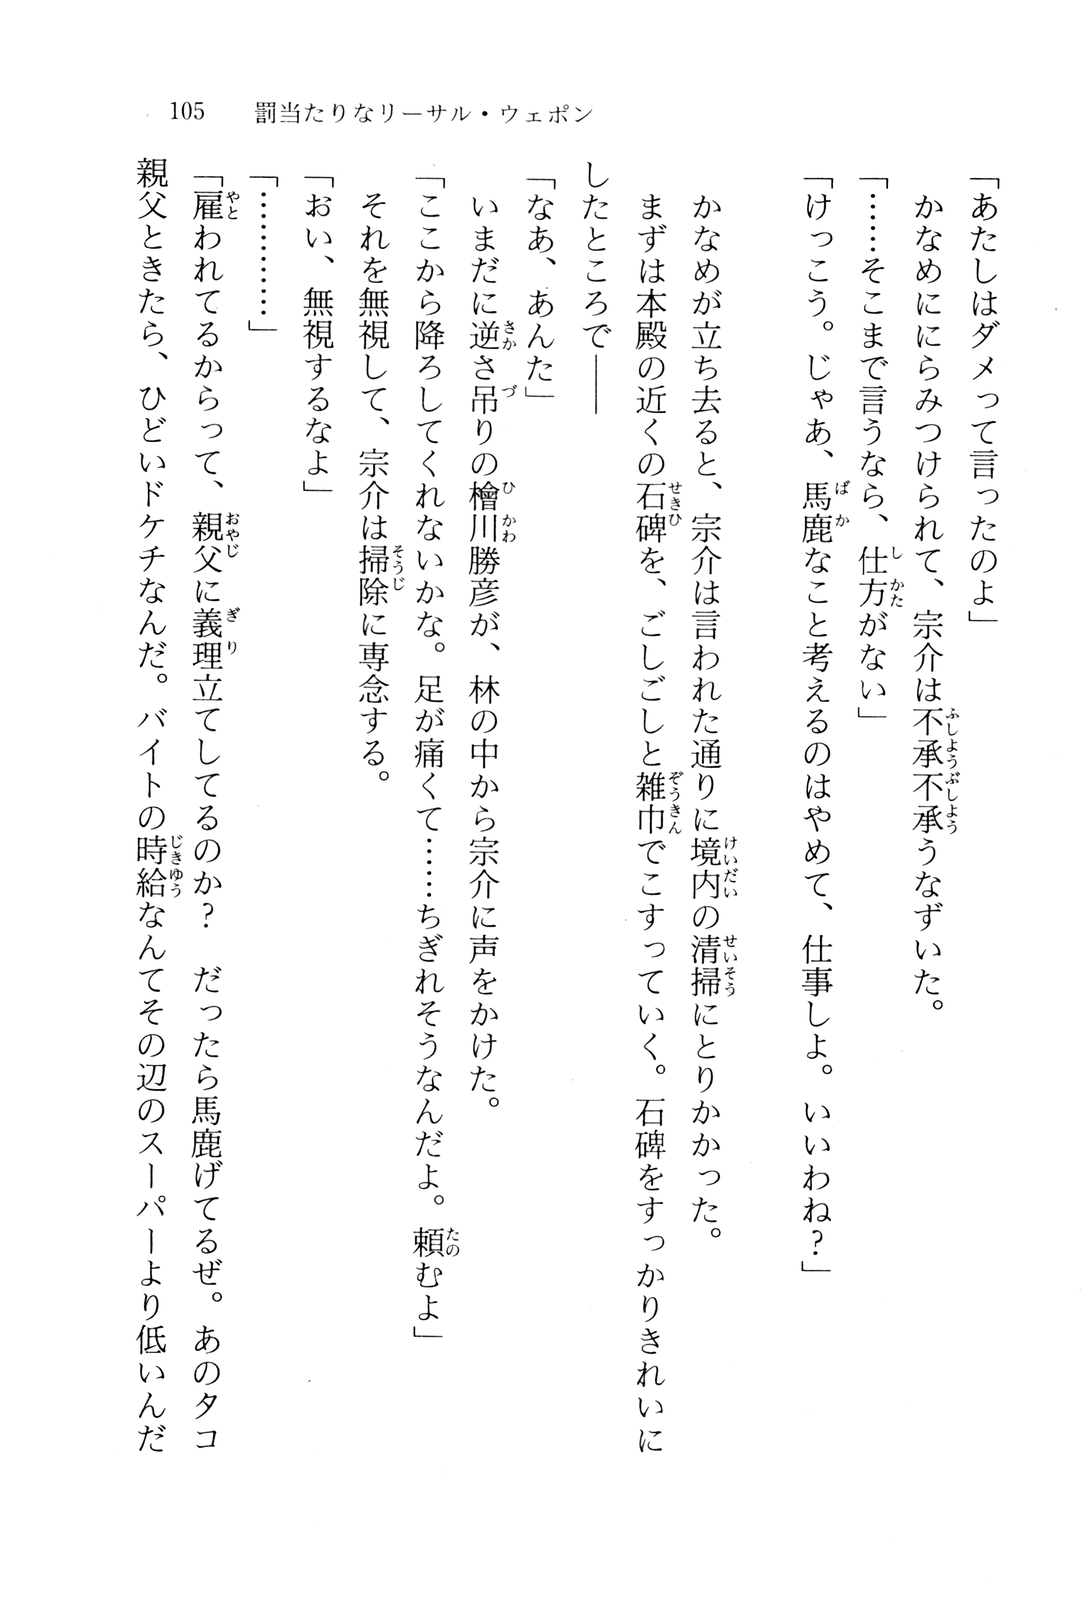 105 罰当たりなリーサル・ウェポン
「あたしはダメって言ったのよ」
かなめににらみつけられて、宗介は不承不承うなずいた。
「……そこまで言うなら、仕方がない」
「けっこう。じゃあ、馬鹿なこと考えるのはやめて、仕事しよ。いいわね?」
かなめが立ち去ると、宗介は言われた通りに境内の清掃にとりかかった。
まずは本殿の近くの石碑を、ごしごしと雑巾でこすっていく。石碑をすっかりきれいに
したところで――
「なあ、あんた」
いまだに逆さ吊りの檜川勝彦が、林の中から宗介に声をかけた。
「ここから降ろしてくれないかな。足が痛くて……ちぎれそうなんだよ。頼むよ」
それを無視して、宗介は掃除に専念する。
「おい、無視するなよ」
「…………」
「雇われてるからって、親父に義理立てしてるのか? だったら馬鹿げてるぜ。あのタコ
親父ときたら、ひどいドケチなんだ。バイトの時給なんてその辺のスーパーより低いんだ